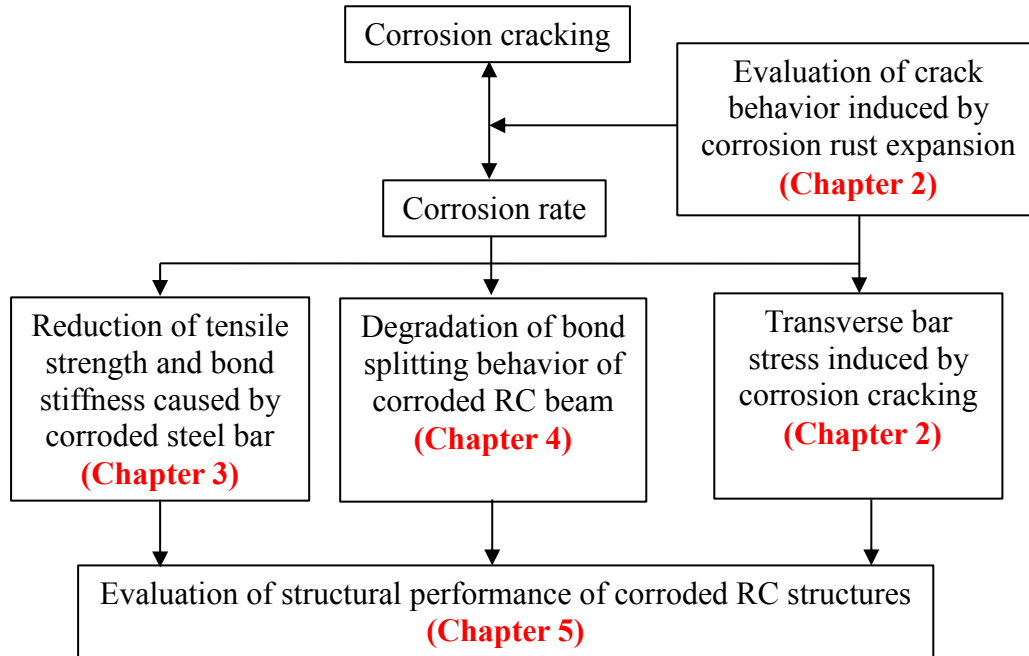 Corrosion cracking
Evaluation of crack
behavior induced by
corrosion rust expansion
(Chapter 2)
Corrosion rate
Reduction of tensile
strength and bond
stiffness caused by
corroded steel bar
(Chapter 3)
Degradation of bond
splitting behavior of
corroded RC beam
(Chapter 4)
Transverse bar
stress induced by
corrosion cracking
(Chapter 2)
Evaluation of structural performance of corroded RC structures
(Chapter 5)